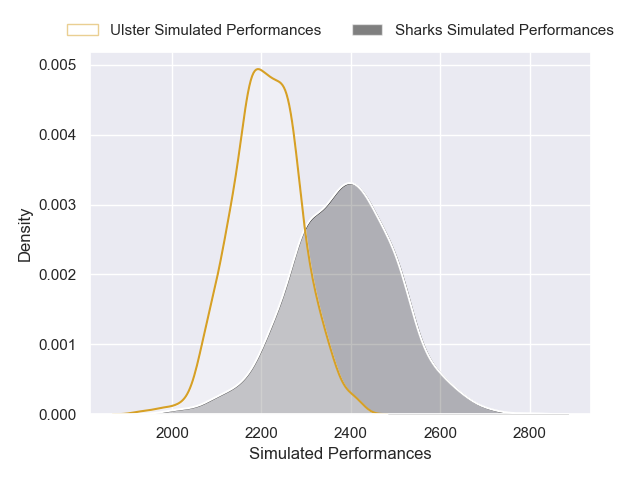 Ulster Simulated Performances
Sharks Simulated Performances
0.005
0.004
0.003
0.002
0.001
0.000
Density
2000
2200
2400
2600
2800
Simulated Performances